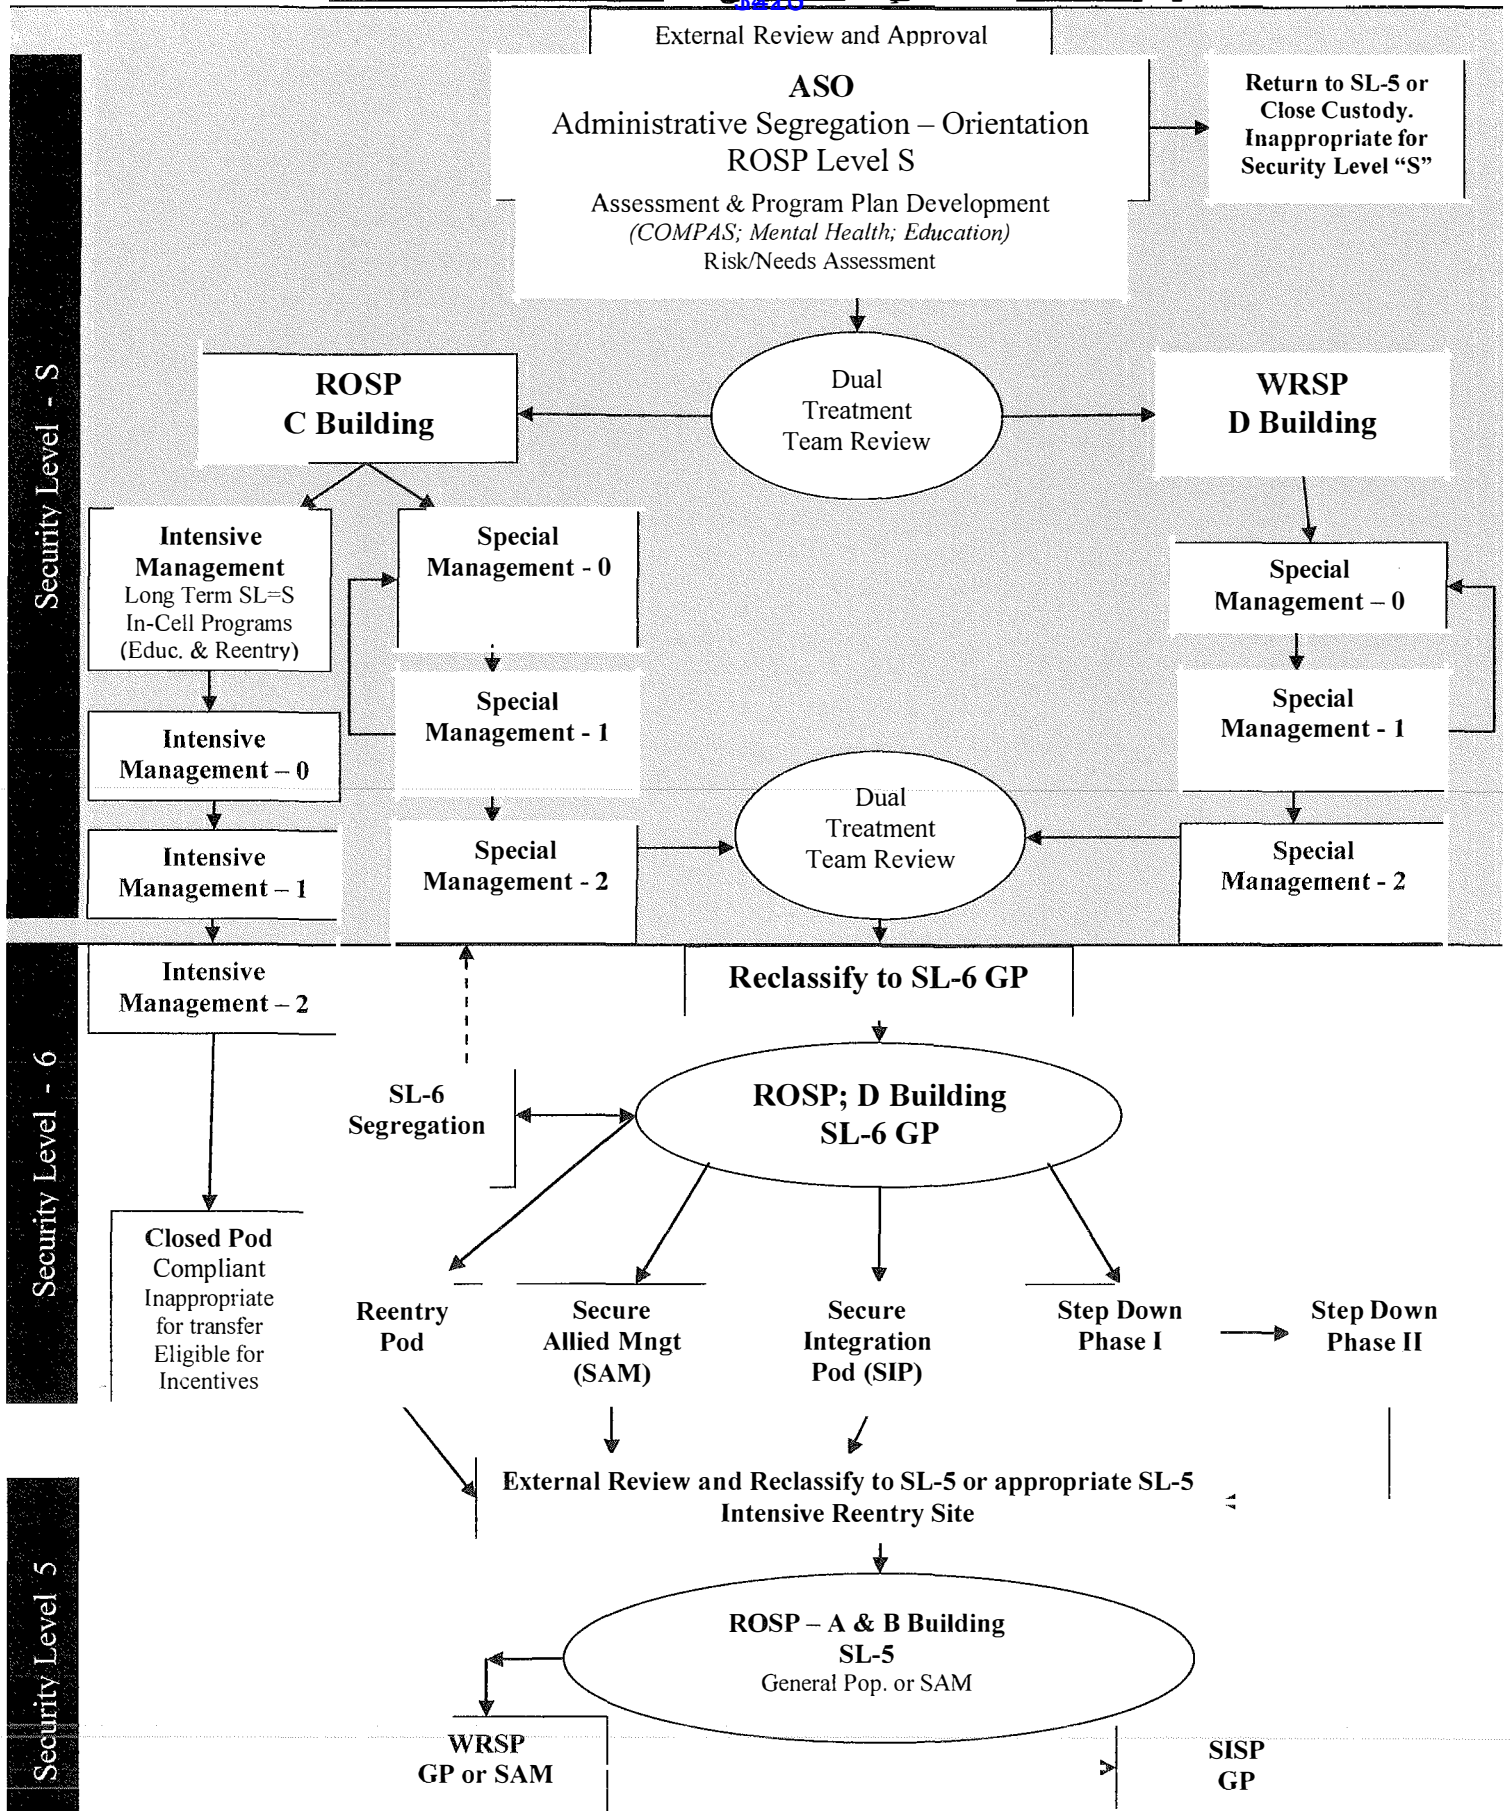 External Review and Approval
ASO
Administrative Segregation – Orientation
ROSP Level S
Assessment & Program Plan Development
(COMPAS; Mental Health; Education)
Risk/Needs Assessment
Return to SL-5 or
Close Custody.
Inappropriate for
Security Level “S”
Security Level - S
ROSP
C Building
Dual
Treatment
Team Review
WRSP
D Building
Intensive
Management
Long Term SL=S
In-Cell Programs
(Educ. & Reentry)
Special
Management - 0
Special
Management – 0
Intensive
Management – 0
Special
Management - 1
Special
Management - 1
Intensive
Management – 1
Special
Management - 2
Dual
Treatment
Team Review
Special
Management - 2
Security Level - 6
Intensive
Management – 2
Reclassify to SL-6 GP
SL-6
Segregation
ROSP; D Building
SL-6 GP
Closed Pod
Compliant
Inappropriate
for transfer
Eligible for
Incentives
Reentry
Pod
Secure
Allied Mngt
(SAM)
Secure
Integration
Pod (SIP)
Step Down
Phase I
Step Down
Phase II
Security Level 5
External Review and Reclassify to SL-5 or appropriate SL-5
Intensive Reentry Site
ROSP – A & B Building
SL-5
General Pop. or SAM
WRSP
GP or SAM
SISP
GP